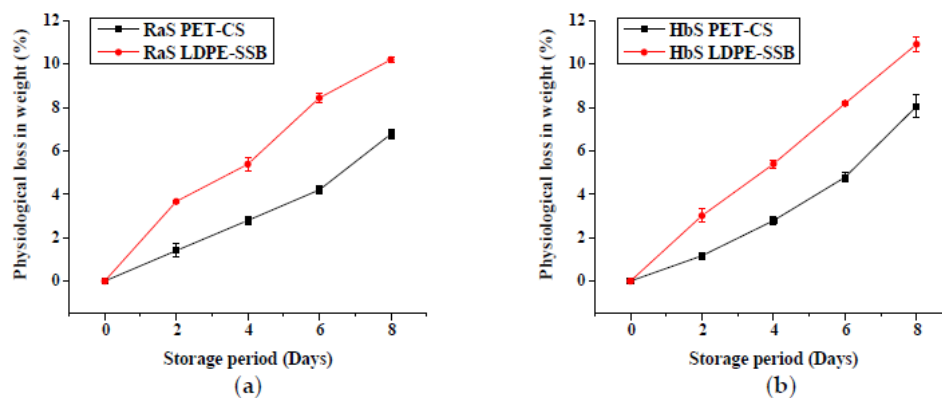 12
10
8
6
4
2
0
Physiological loss in weight (%)
RaS PET-CS
RaS LDPE-SSB
0 2 4 6 8
Storage period (Days)
(a)
12
10
8
6
4
2
0
Physiological loss in weight (%)
HbS PET-CS
HbS LDPE-SSB
0 2 4 6 8
Storage period (Days)
(b)